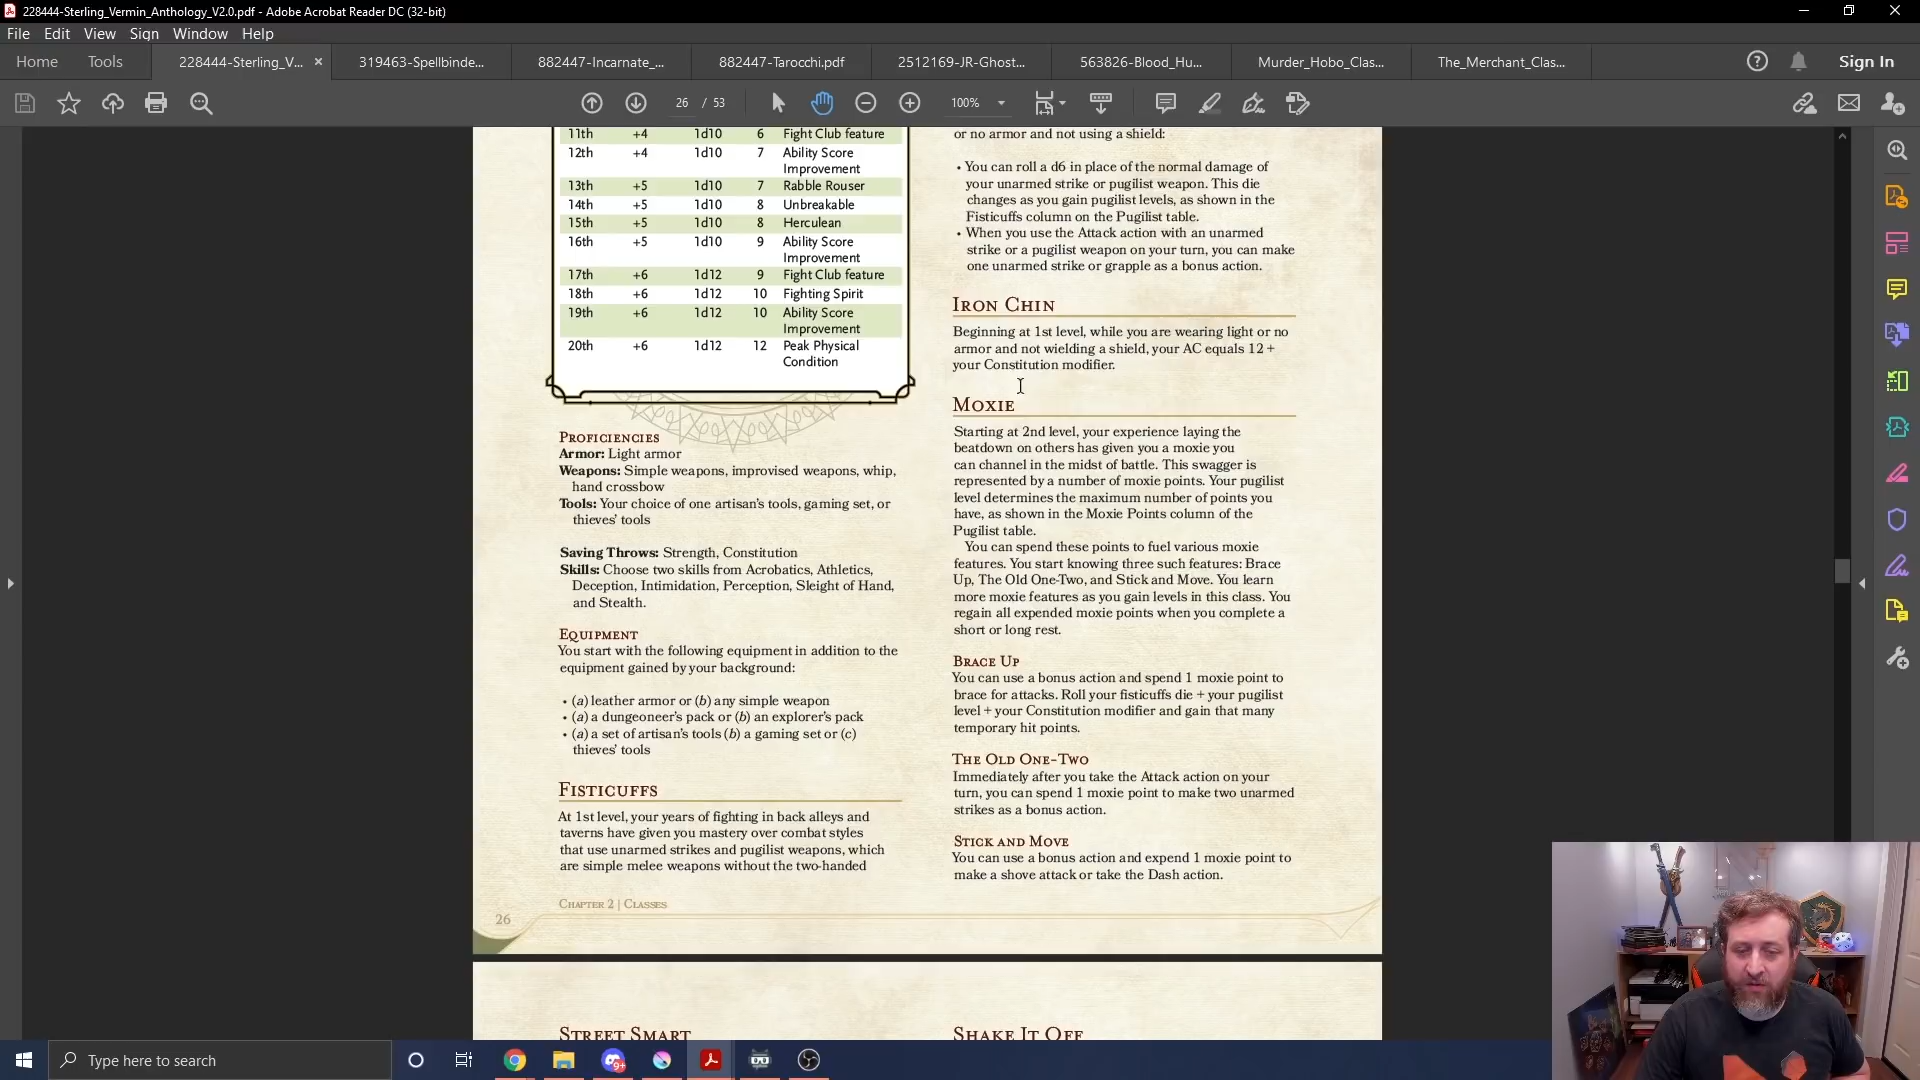 228444-Sterling_Vermin_Anthology_V2.0.pdf - Adobe Acrobat Reader DC (32-bit)
File Edit View Sign Window Help
Home Tools 228444-Sterling_V... 319463-Spellbinde... 882447-Incarnate_... 882447-Tarocchi.pdf 2512169-JR-Ghost... 563826-Blood_Hu... Murder_Hobo_Clas... The_Merchant_Clas... Sign In
26 / 53 100%
11th +4 1d10 6 Fight Club feature
12th +4 1d10 7 Ability Score
Improvement
13th +5 1d10 7 Rabble Rouser
14th +5 1d10 8 Unbreakable
15th +5 1d10 8 Herculean
16th +5 1d10 9 Ability Score
Improvement
17th +6 1d12 9 Fight Club feature
18th +6 1d12 10 Fighting Spirit
19th +6 1d12 10 Ability Score
Improvement
20th +6 1d12 12 Peak Physical
Condition
Proficiencies
Armor: Light armor
Weapons: Simple weapons, improvised weapons, whip,
hand crossbow
Tools: Your choice of one artisan's tools, gaming set, or
thieves' tools
Saving Throws: Strength, Constitution
Skills: Choose two skills from Acrobatics, Athletics,
Deception, Intimidation, Perception, Sleight of Hand,
and Stealth.
Equipment
You start with the following equipment in addition to the
equipment gained by your background:
• (a) leather armor or (b) any simple weapon
• (a) a dungeoneer's pack or (b) an explorer's pack
• (a) a set of artisan's tools (b) a gaming set or (c)
thieves' tools
Fisticuffs
At 1st level, your years of fighting in back alleys and
taverns have given you mastery over combat styles
that use unarmed strikes and pugilist weapons, which
are simple melee weapons without the two-handed
or no armor and not using a shield:
• You can roll a d6 in place of the normal damage of
your unarmed strike or pugilist weapon. This die
changes as you gain pugilist levels, as shown in the
Fisticuffs column on the Pugilist table.
• When you use the Attack action with an unarmed
strike or a pugilist weapon on your turn, you can make
one unarmed strike or grapple as a bonus action.
Iron Chin
Beginning at 1st level, while you are wearing light or no
armor and not wielding a shield, your AC equals 12 +
your Constitution modifier.
Moxie
Starting at 2nd level, your experience laying the
beatdown on others has given you a moxie you
can channel in the midst of battle. This swagger is
represented by a number of moxie points. Your pugilist
level determines the maximum number of points you
have, as shown in the Moxie Points column of the
Pugilist table.
You can spend these points to fuel various moxie
features. You start knowing three such features: Brace
Up, The Old One-Two, and Stick and Move. You learn
more moxie features as you gain levels in this class. You
regain all expended moxie points when you complete a
short or long rest.
Brace Up
You can use a bonus action and spend 1 moxie point to
brace for attacks. Roll your fisticuffs die + your pugilist
level + your Constitution modifier and gain that many
temporary hit points.
The Old One-Two
Immediately after you take the Attack action on your
turn, you can spend 1 moxie point to make two unarmed
strikes as a bonus action.
Stick and Move
You can use a bonus action and expend 1 moxie point to
make a shove attack or take the Dash action.
Chapter 2 | Classes
26
Street Smart
Shake It Off
Type here to search
9+